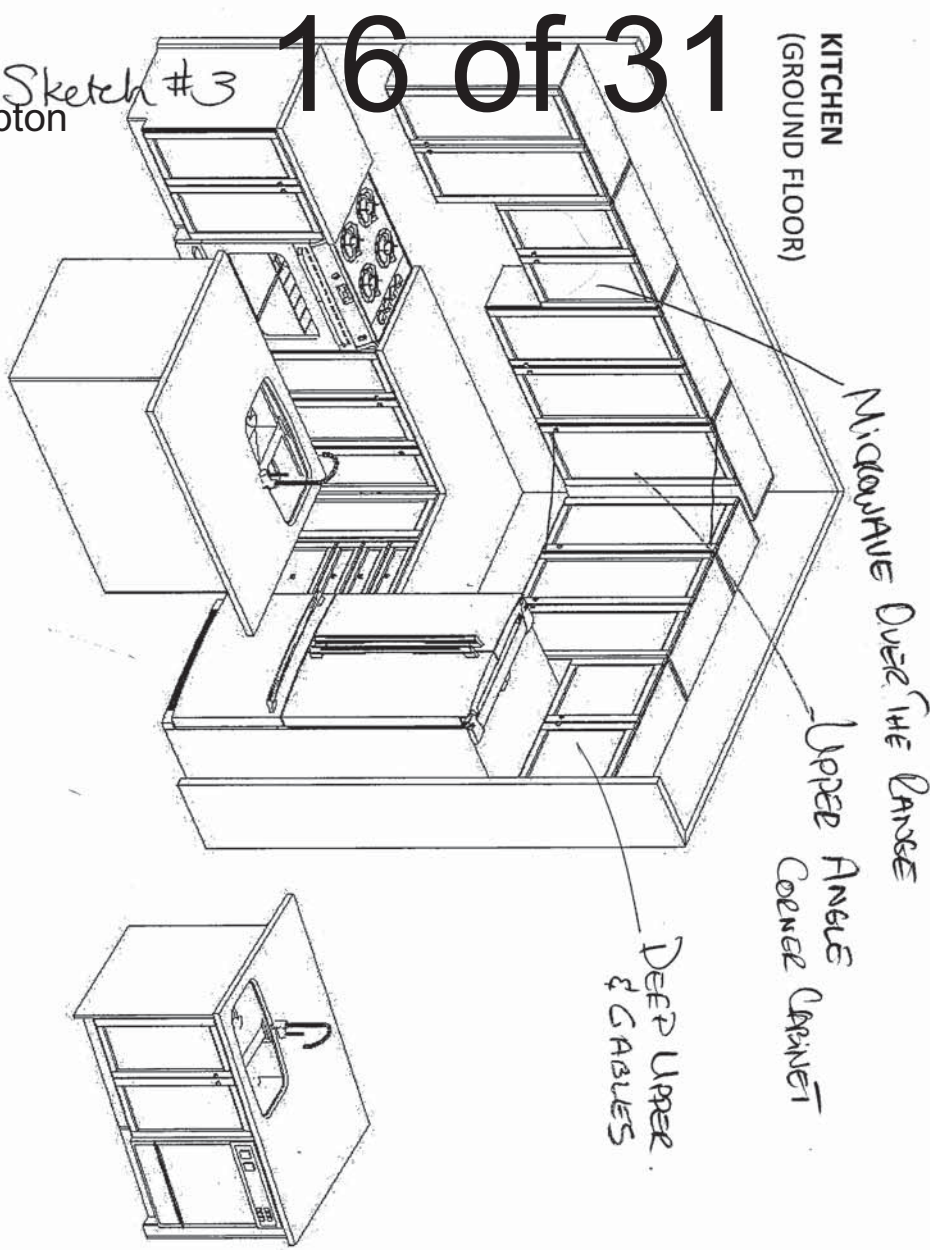 16 of 31
Sketch #3
pton
KITCHEN
(GROUND FLOOR)
MICROWAVE OVER THE RANGE
UPPER ANGLE
CORNER CABINET
DEEP UPPER
& GABLES